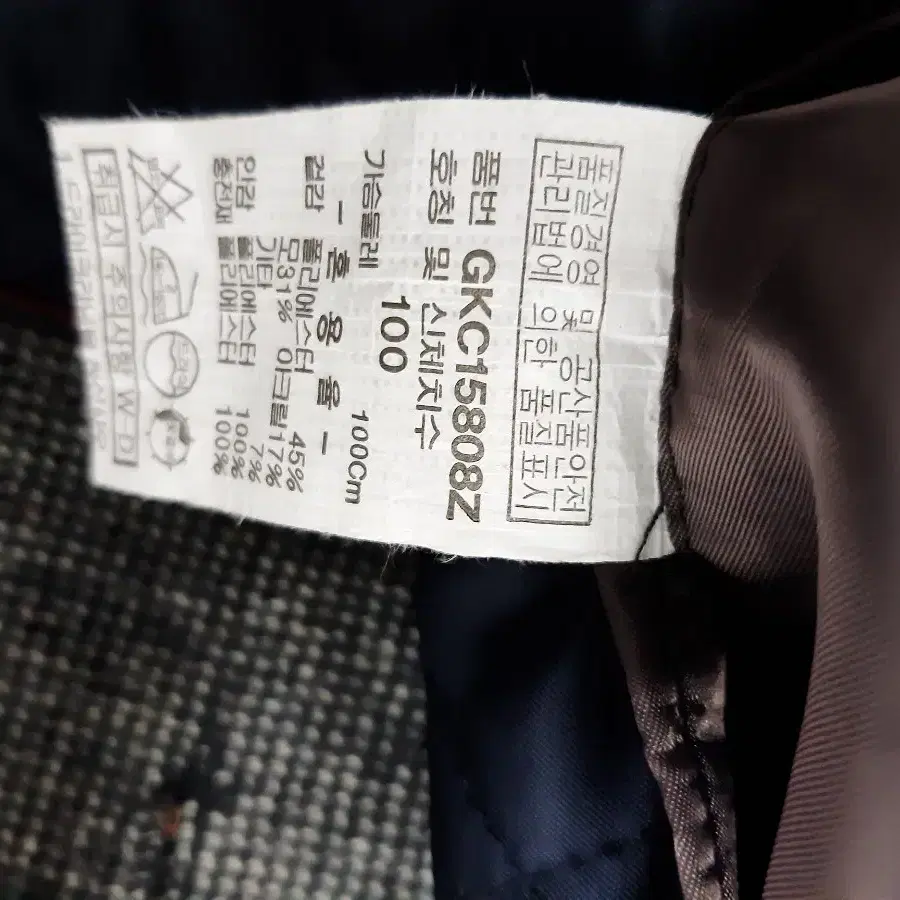 품질경영 및 공산품안전
관리법에 의한 품질표시
품번 GKC15808Z
호칭 및 신체치수
100
가슴둘레 100Cm
- 혼 용 율 -
겉감 폴리에스터 45%
모31% 아크릴17%
기타 7%
안감 폴리에스터 100%
충전재 폴리에스터 100%
취급시 주의사항 W D